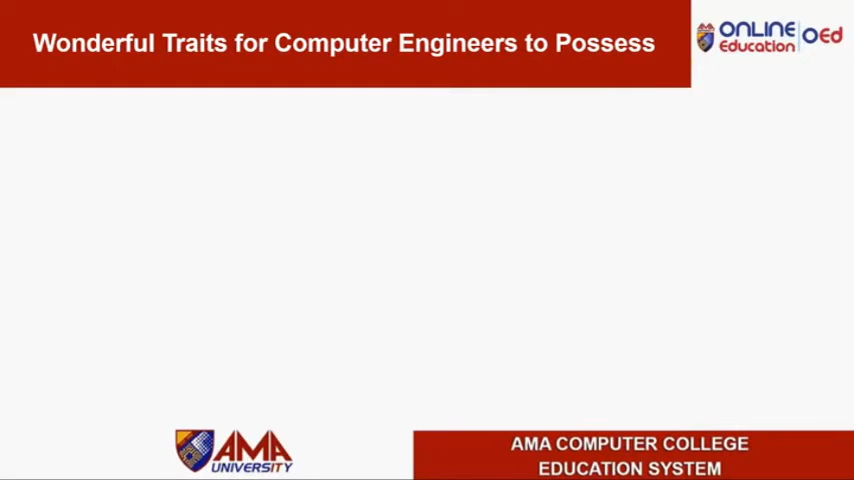 Wonderful Traits for Computer Engineers to Possess
ONLINE
Education
OEd
AMA
UNIVERSITY
AMA COMPUTER COLLEGE
EDUCATION SYSTEM